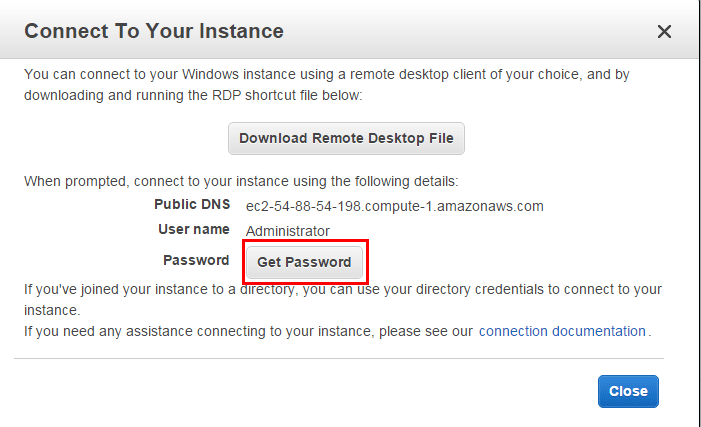 Connect To Your Instance
You can connect to your Windows instance using a remote desktop client of your choice, and by
downloading and running the RDP shortcut file below:
Download Remote Desktop File
When prompted, connect to your instance using the following details:
Public DNS ec2-54-88-54-198.compute-1.amazonaws.com
User name Administrator
Password Get Password
If you've joined your instance to a directory, you can use your directory credentials to connect to your
instance.
If you need any assistance connecting to your instance, please see our connection documentation.
Close